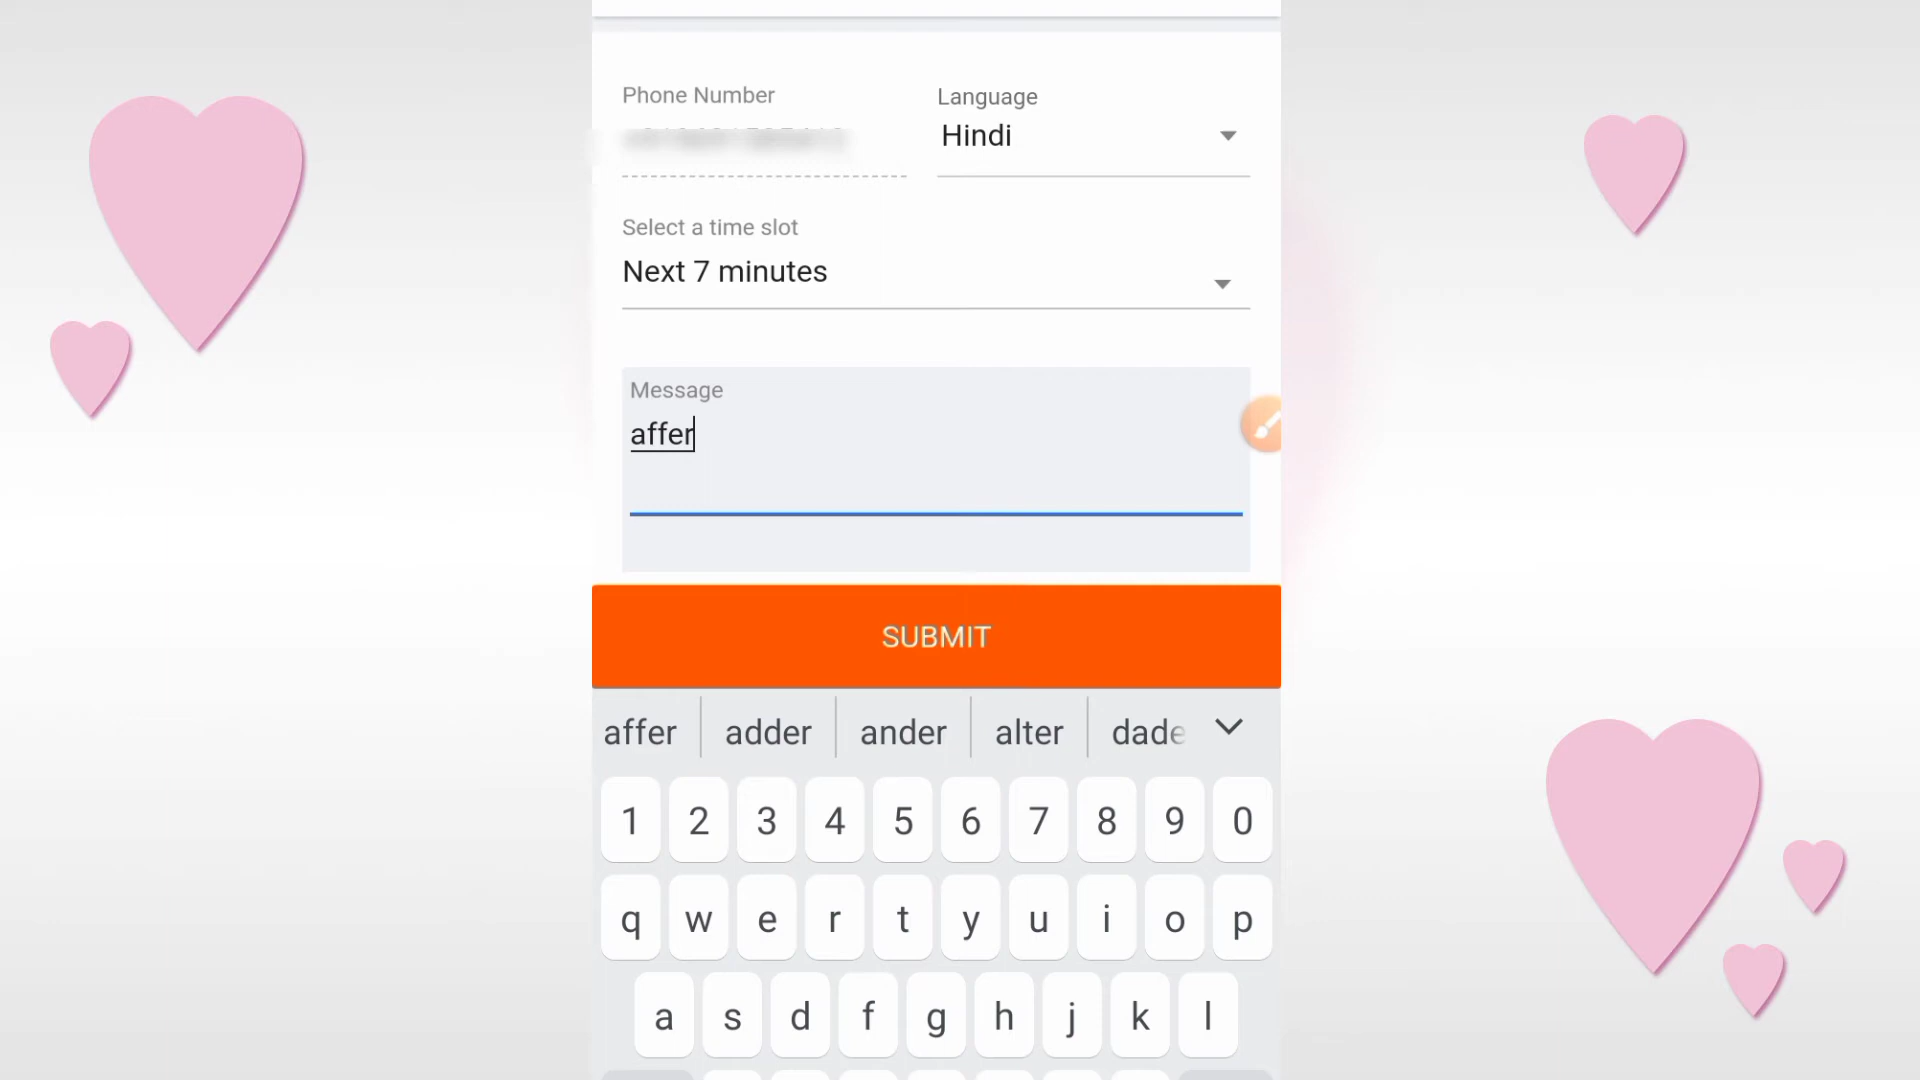 Phone Number
Language
Hindi
Select a time slot
Next 7 minutes
Message
affer
SUBMIT
affer adder ander alter dade
1 2 3 4 5 6 7 8 9 0
q w e r t y u i o p
a s d f g h j k l